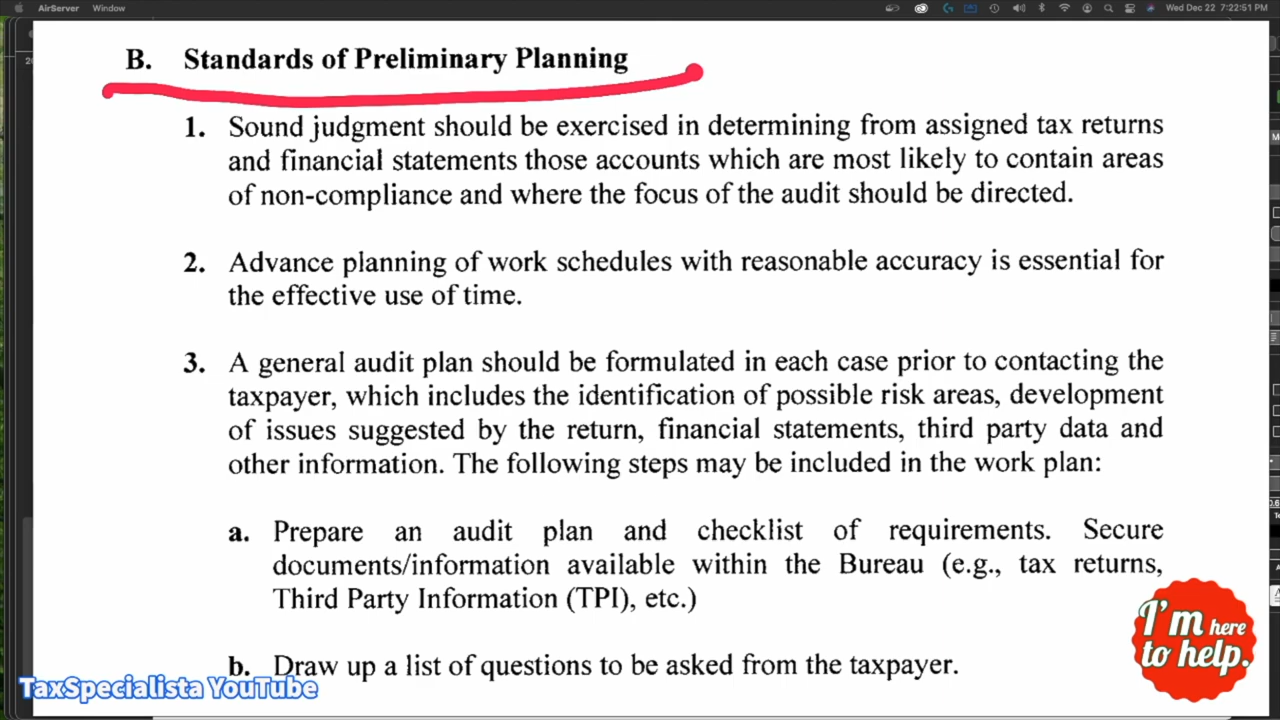 AirServer Window Wed Dec 22 7:22:51 PM
B. Standards of Preliminary Planning
1. Sound judgment should be exercised in determining from assigned tax returns
and financial statements those accounts which are most likely to contain areas
of non-compliance and where the focus of the audit should be directed.
2. Advance planning of work schedules with reasonable accuracy is essential for
the effective use of time.
3. A general audit plan should be formulated in each case prior to contacting the
taxpayer, which includes the identification of possible risk areas, development
of issues suggested by the return, financial statements, third party data and
other information. The following steps may be included in the work plan:
a. Prepare an audit plan and checklist of requirements. Secure
documents/information available within the Bureau (e.g., tax returns,
Third Party Information (TPI), etc.)
b. Draw up a list of questions to be asked from the taxpayer.
I'm here
to help.
TaxSpecialista YouTube